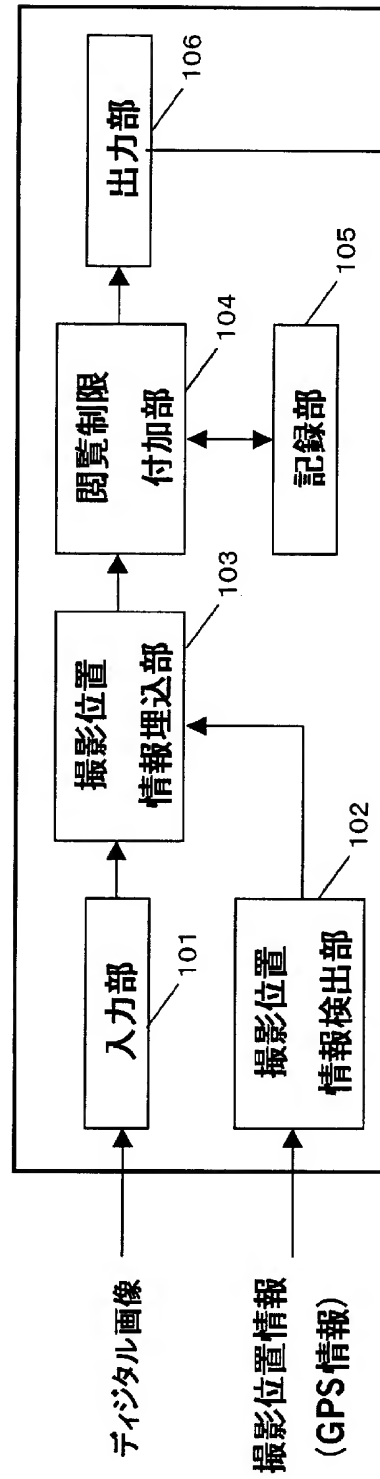 ディジタル画像
撮影位置情報
(GPS情報)
入力部
101
撮影位置
情報検出部
102
撮影位置
情報埋込部
103
閲覧制限
付加部
104
記録部
105
出力部
106